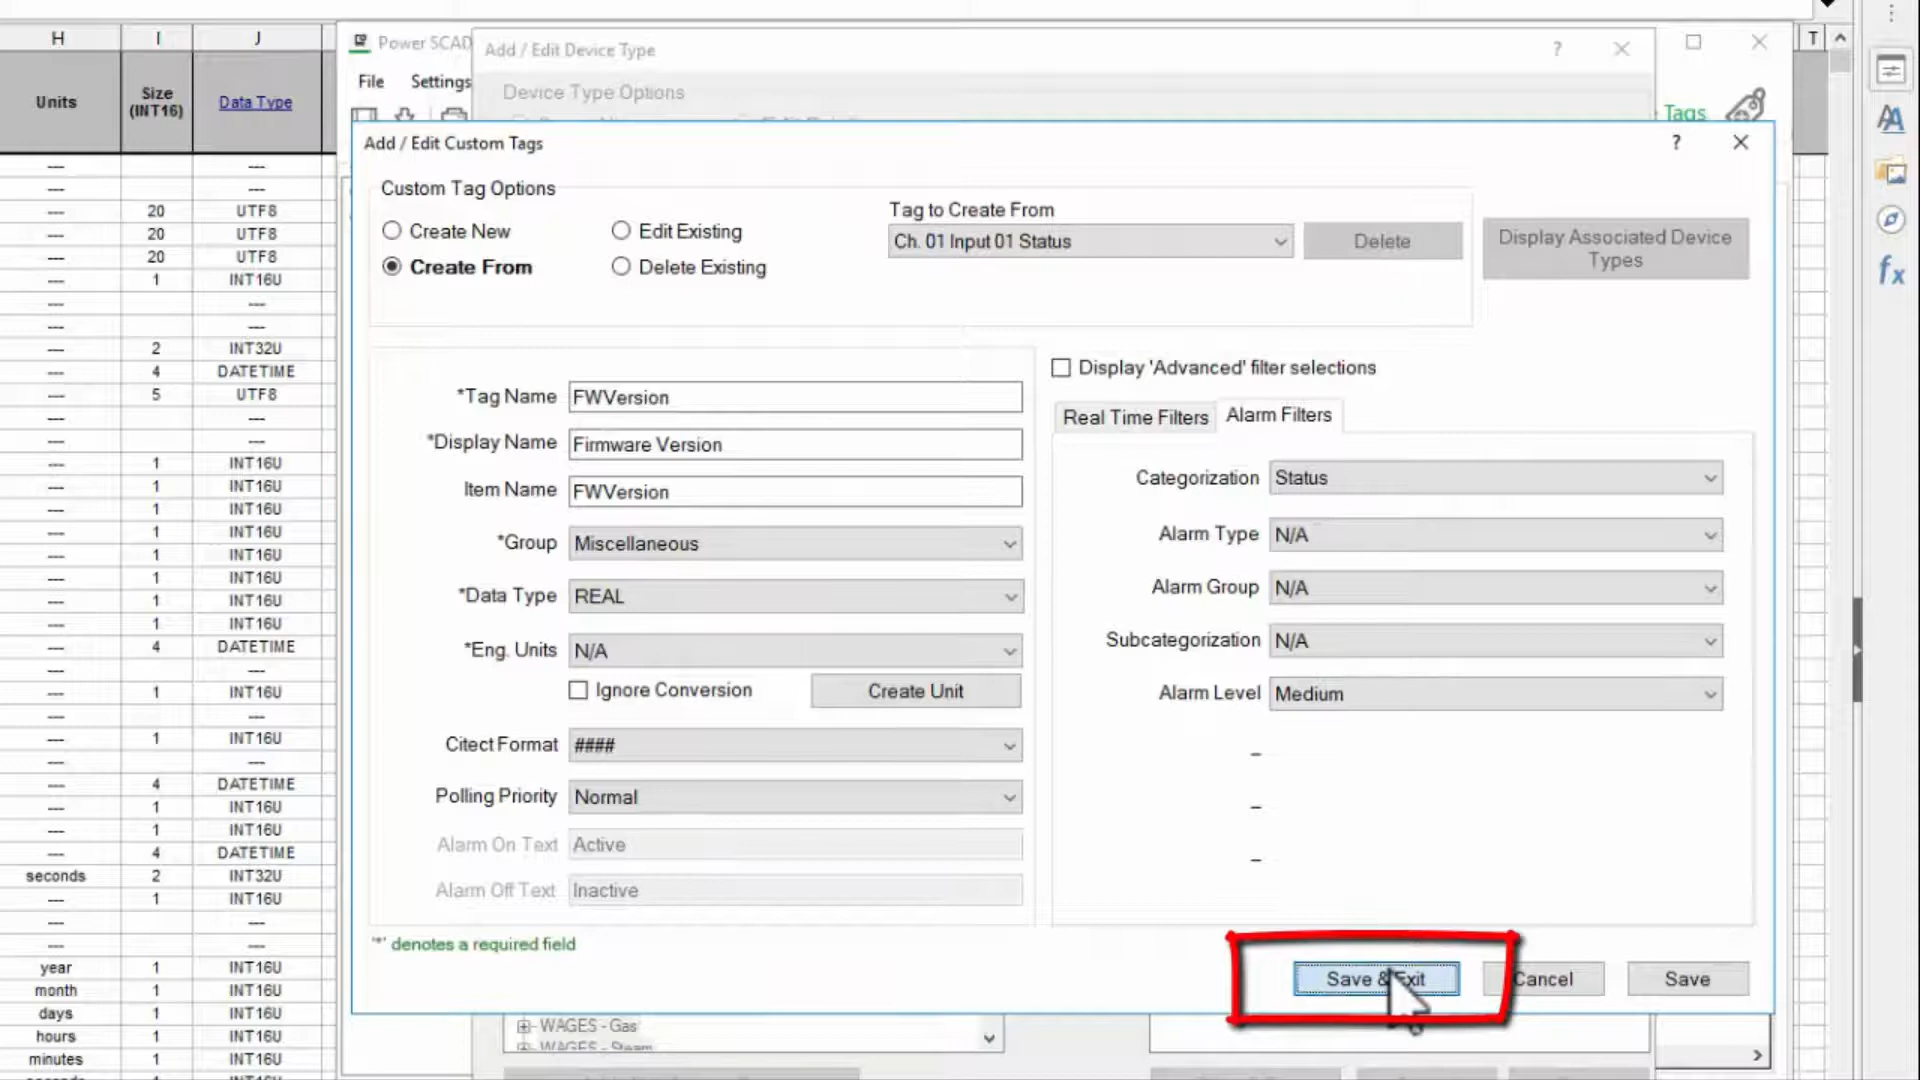 H I J T
Units Size (INT16) Data Type
--- ---
--- ---
--- 20 UTF8
--- 20 UTF8
--- 20 UTF8
--- 1 INT16U
--- ---
--- ---
--- 2 INT32U
--- 4 DATETIME
--- 5 UTF8
--- ---
--- ---
--- 1 INT16U
--- 1 INT16U
--- 1 INT16U
--- 1 INT16U
--- 1 INT16U
--- 1 INT16U
--- 1 INT16U
--- 1 INT16U
--- 4 DATETIME
--- ---
--- 1 INT16U
--- ---
--- 1 INT16U
--- ---
--- 4 DATETIME
--- 1 INT16U
--- 1 INT16U
--- 4 DATETIME
seconds 2 INT32U
--- 1 INT16U
--- ---
--- ---
year 1 INT16U
month 1 INT16U
days 1 INT16U
hours 1 INT16U
minutes 1 INT16U
Power SCAD
File Settings
Add / Edit Device Type ?
Device Type Options
Tags
Add / Edit Custom Tags ?
Custom Tag Options
Create New
Edit Existing
Create From
Delete Existing
Tag to Create From
Ch. 01 Input 01 Status
Delete
Display Associated Device
Types
*Tag Name FWVersion
*Display Name Firmware Version
Item Name FWVersion
*Group Miscellaneous
*Data Type REAL
*Eng. Units N/A
Ignore Conversion Create Unit
Citect Format ####
Polling Priority Normal
Alarm On Text Active
Alarm Off Text Inactive
'*' denotes a required field
Display 'Advanced' filter selections
Real Time Filters Alarm Filters
Categorization Status
Alarm Type N/A
Alarm Group N/A
Subcategorization N/A
Alarm Level Medium
–
–
–
Save & Exit Cancel Save
WAGES - Gas
WAGES - Steam
fx